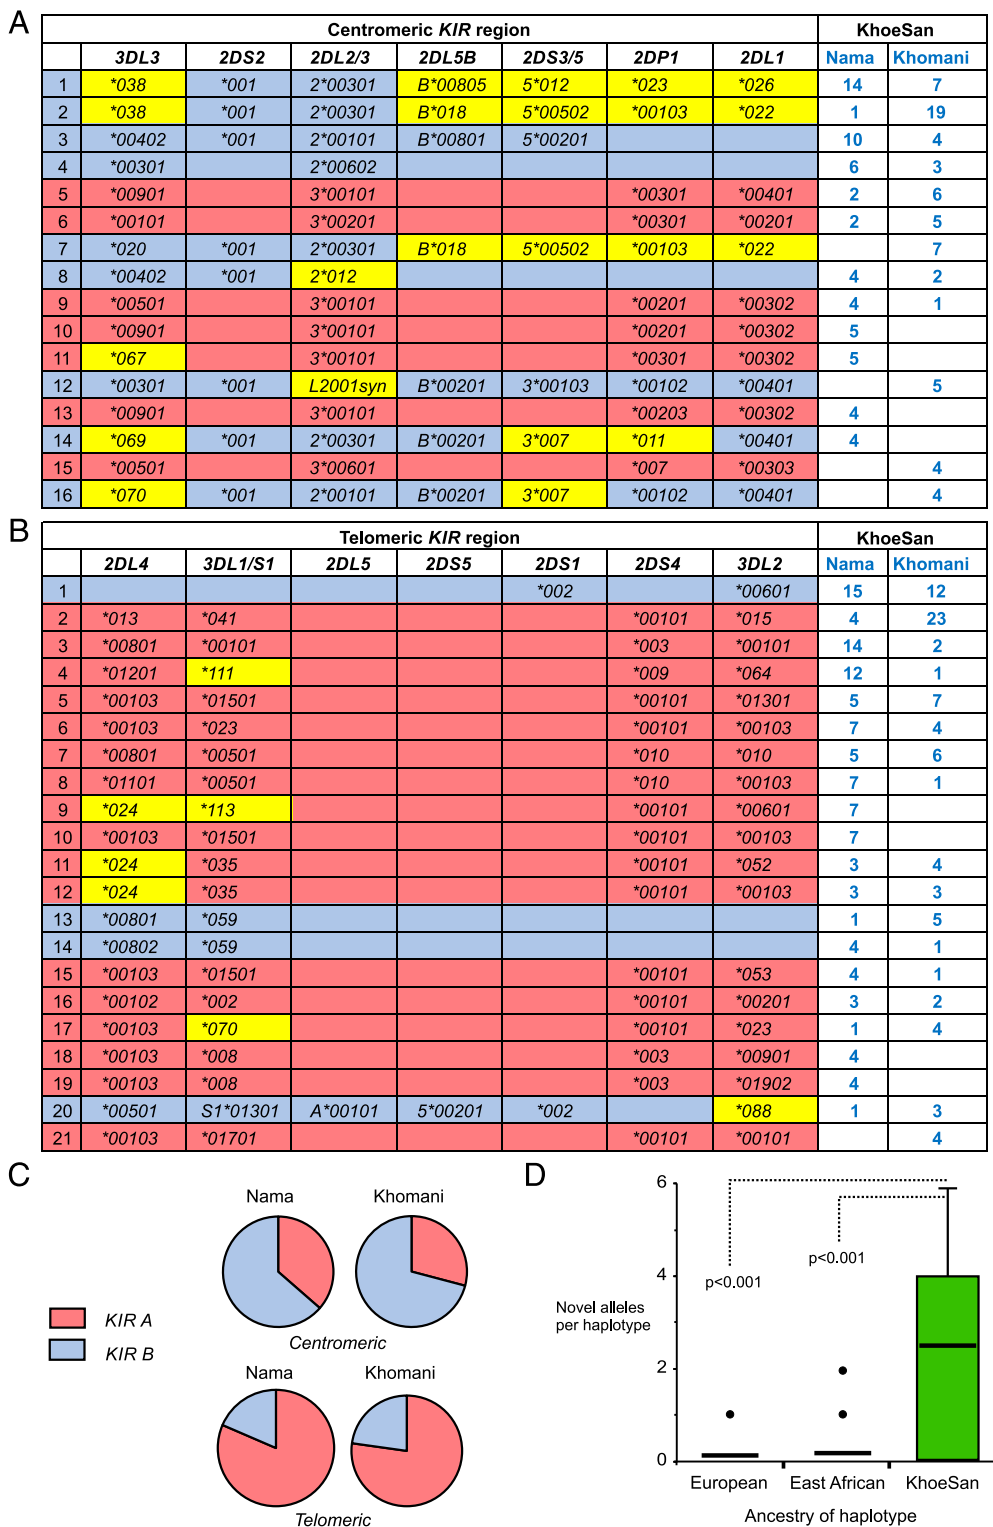 A
Centromeric KIR region KhoeSan
3DL3 2DS2 2DL2/3 2DL5B 2DS3/5 2DP1 2DL1 Nama Khomani
1 *038 *001 2*00301 B*00805 5*012 *023 *026 14 7
2 *038 *001 2*00301 B*018 5*00502 *00103 *022 1 19
3 *00402 *001 2*00101 B*00801 5*00201 10 4
4 *00301 2*00602 6 3
5 *00901 3*00101 *00301 *00401 2 6
6 *00101 3*00201 *00301 *00201 2 5
7 *020 *001 2*00301 B*018 5*00502 *00103 *022 7
8 *00402 *001 2*012 4 2
9 *00501 3*00101 *00201 *00302 4 1
10 *00901 3*00101 *00201 *00302 5
11 *067 3*00101 *00301 *00302 5
12 *00301 *001 L2001syn B*00201 3*00103 *00102 *00401 5
13 *00901 3*00101 *00203 *00302 4
14 *069 *001 2*00301 B*00201 3*007 *011 *00401 4
15 *00501 3*00601 *007 *00303 4
16 *070 *001 2*00101 B*00201 3*007 *00102 *00401 4
B
Telomeric KIR region KhoeSan
2DL4 3DL1/S1 2DL5 2DS5 2DS1 2DS4 3DL2 Nama Khomani
1 *002 *00601 15 12
2 *013 *041 *00101 *015 4 23
3 *00801 *00101 *003 *00101 14 2
4 *01201 *111 *009 *064 12 1
5 *00103 *01501 *00101 *01301 5 7
6 *00103 *023 *00101 *00103 7 4
7 *00801 *00501 *010 *010 5 6
8 *01101 *00501 *010 *00103 7 1
9 *024 *113 *00101 *00601 7
10 *00103 *01501 *00101 *00103 7
11 *024 *035 *00101 *052 3 4
12 *024 *035 *00101 *00103 3 3
13 *00801 *059 1 5
14 *00802 *059 4 1
15 *00103 *01501 *00101 *053 4 1
16 *00102 *002 *00101 *00201 3 2
17 *00103 *070 *00101 *023 1 4
18 *00103 *008 *003 *00901 4
19 *00103 *008 *003 *01902 4
20 *00501 S1*01301 A*00101 5*00201 *002 *088 1 3
21 *00103 *01701 *00101 *00101 4
C
Nama Khomani
KIR A
KIR B
Centromeric
Nama Khomani
Telomeric
D
6
p<0.001
p<0.001
4
Novel alleles
per haplotype
2
0
European East African KhoeSan
Ancestry of haplotype